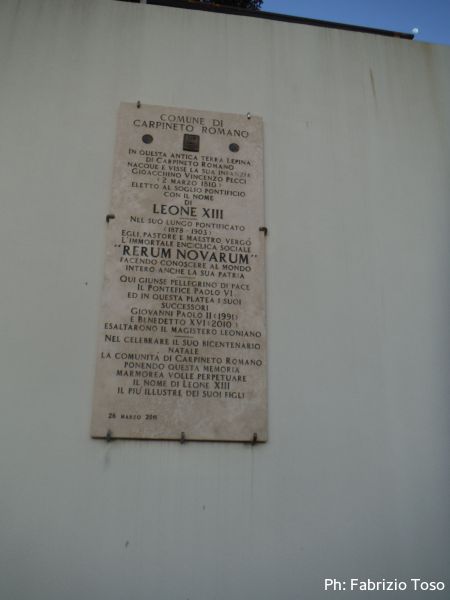 COMUNE DI
CARPINETO ROMANO
IN QUESTA ANTICA TERRA LEPINA
DI CARPINETO ROMANO
NACQUE E VISSE LA SUA INFANZIA
GIOACCHINO VINCENZO PECCI
(2 MARZO 1810)
ELETTO AL SOGLIO PONTIFICIO
CON IL NOME
DI
LEONE XIII
NEL SUO LUNGO PONTIFICATO
(1878 - 1903)
EGLI, PASTORE E MAESTRO, VERGÒ
L'IMMORTALE ENCICLICA SOCIALE
"RERUM NOVARUM"
FACENDO CONOSCERE AL MONDO
INTERO ANCHE LA SUA PATRIA
QUI GIUNSE PELLEGRINO DI PACE
IL PONTEFICE PAOLO VI
ED IN QUESTA PLATEA I SUOI
SUCCESSORI
GIOVANNI PAOLO II (1991)
E BENEDETTO XVI (2010)
ESALTARONO IL MAGISTERO LEONIANO
NEL CELEBRARE IL SUO BICENTENARIO
NATALE
LA COMUNITÀ DI CARPINETO ROMANO
PONENDO QUESTA MEMORIA
MARMOREA VOLLE PERPETUARE
IL NOME DI LEONE XIII
IL PIU' ILLUSTRE DEI SUOI FIGLI
26 MARZO 2011
Ph: Fabrizio Toso